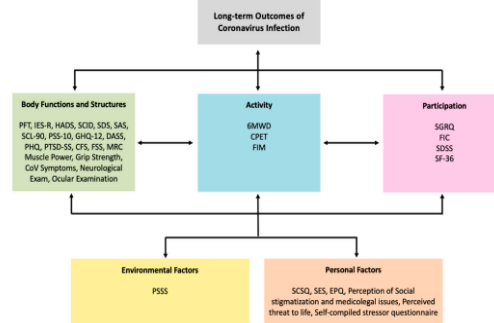 Long-term Outcomes of
Coronavirus Infection
Body Functions and Structures
PFT, IES-R, HADS, SCID, SDS, SAS,
SCL-90, PSS-10, GHQ-12, DASS,
PHQ, PTSD-SS, CFS, FSS, MRC
Muscle Power, Grip Strength,
CoV Symptoms, Neurological
Exam, Ocular Examination
Activity
6MWD
CPET
FIM
Participation
SGRQ
FIC
SDSS
SF-36
Environmental Factors
PSSS
Personal Factors
SCSQ, SES, EPQ, Perception of Social
stigmatization and medicolegal issues, Perceived
threat to life, Self-compiled stressor questionnaire